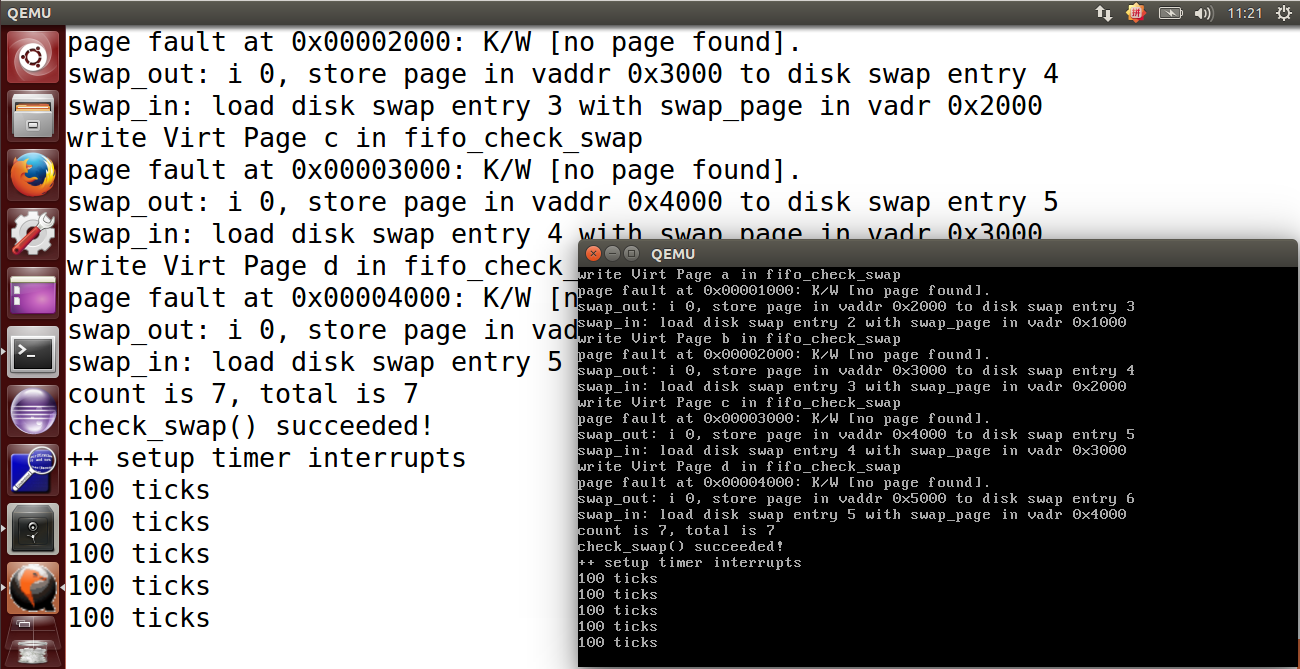 QEMU
11:21
page fault at 0x00002000: K/W [no page found].
swap_out: i 0, store page in vaddr 0x3000 to disk swap entry 4
swap_in: load disk swap entry 3 with swap_page in vadr 0x2000
write Virt Page c in fifo_check_swap
page fault at 0x00003000: K/W [no page found].
swap_out: i 0, store page in vaddr 0x4000 to disk swap entry 5
swap_in: load disk swap entry 4 with swap_page in vadr 0x3000
write Virt Page d in fifo_check_
page fault at 0x00004000: K/W [n
swap_out: i 0, store page in vad
swap_in: load disk swap entry 5
count is 7, total is 7
check_swap() succeeded!
++ setup timer interrupts
100 ticks
100 ticks
100 ticks
100 ticks
100 ticks
QEMU
write Virt Page a in fifo_check_swap
page fault at 0x00001000: K/W [no page found].
swap_out: i 0, store page in vaddr 0x2000 to disk swap entry 3
swap_in: load disk swap entry 2 with swap_page in vadr 0x1000
write Virt Page b in fifo_check_swap
page fault at 0x00002000: K/W [no page found].
swap_out: i 0, store page in vaddr 0x3000 to disk swap entry 4
swap_in: load disk swap entry 3 with swap_page in vadr 0x2000
write Virt Page c in fifo_check_swap
page fault at 0x00003000: K/W [no page found].
swap_out: i 0, store page in vaddr 0x4000 to disk swap entry 5
swap_in: load disk swap entry 4 with swap_page in vadr 0x3000
write Virt Page d in fifo_check_swap
page fault at 0x00004000: K/W [no page found].
swap_out: i 0, store page in vaddr 0x5000 to disk swap entry 6
swap_in: load disk swap entry 5 with swap_page in vadr 0x4000
count is 7, total is 7
check_swap() succeeded!
++ setup timer interrupts
100 ticks
100 ticks
100 ticks
100 ticks
100 ticks